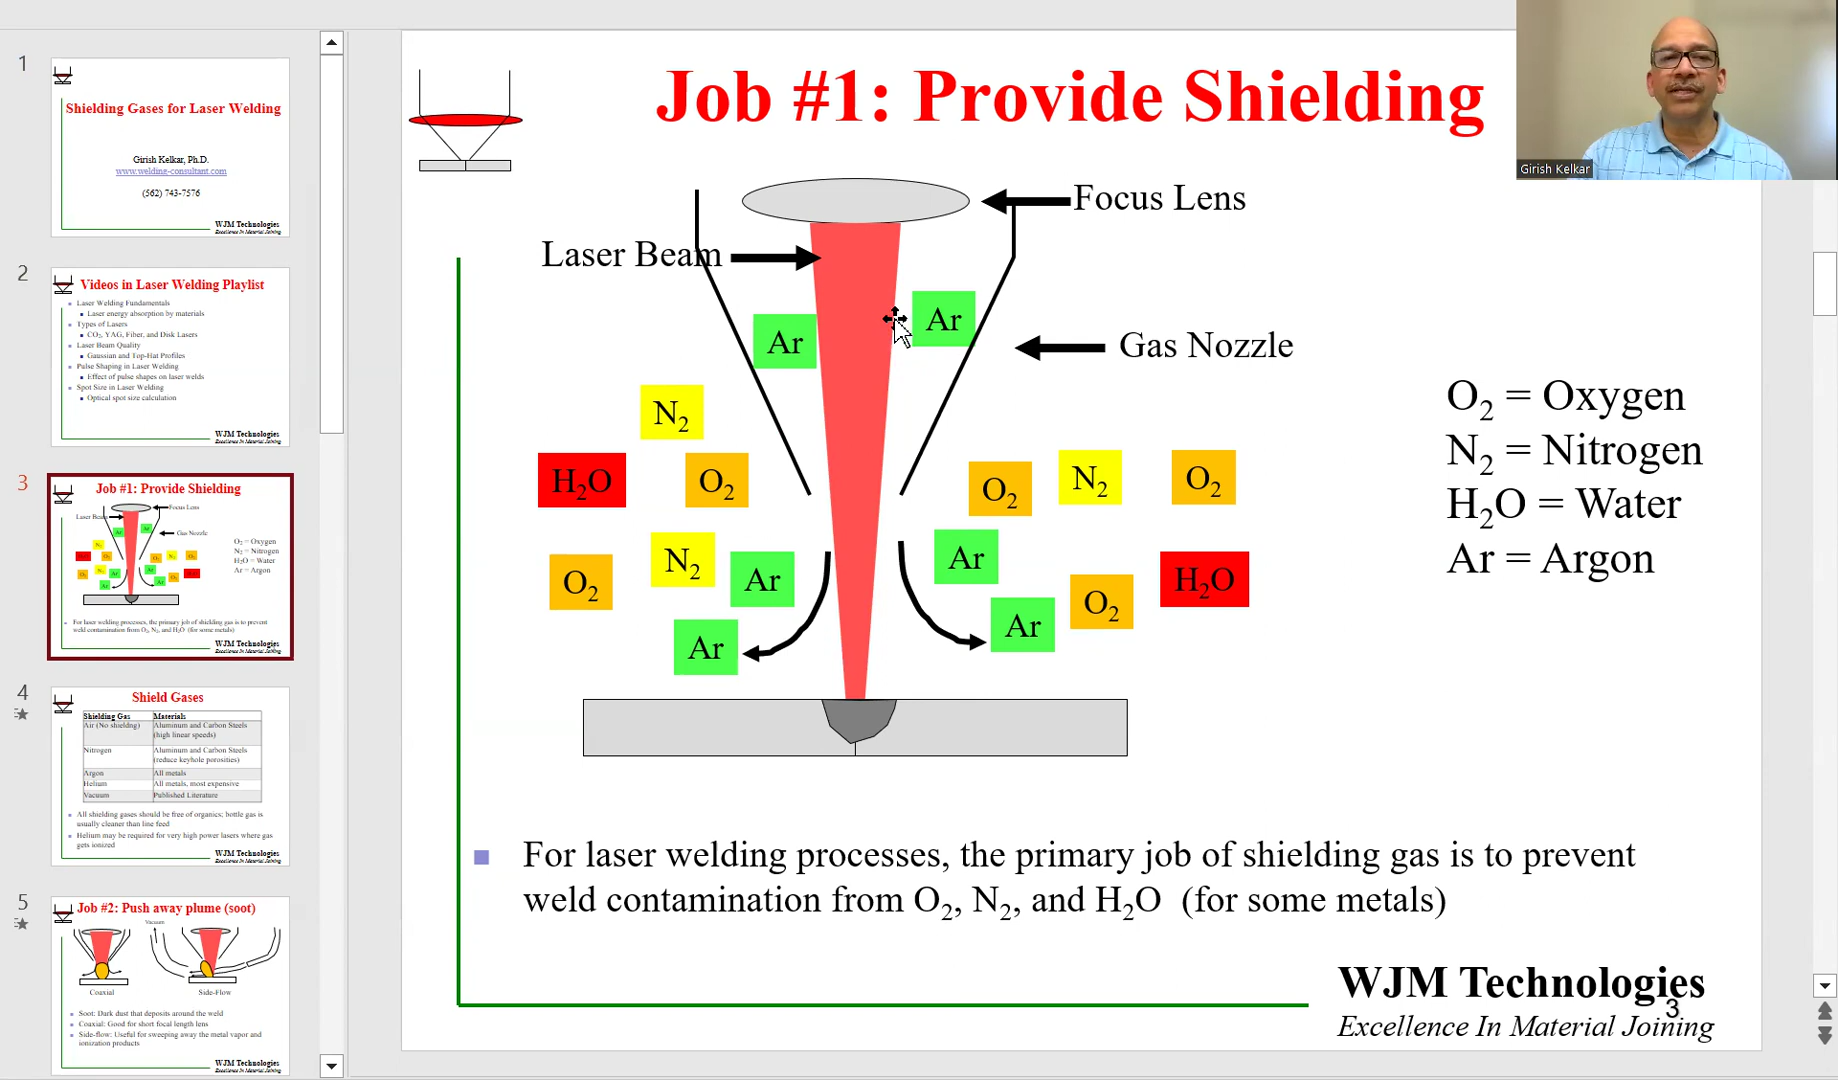 1
Shielding Gases for Laser Welding
Girish Kelkar, Ph.D.
www.welding-consultant.com
(562) 743-7576
WJM Technologies
Excellence In Material Joining
2
Videos in Laser Welding Playlist
Laser Welding Fundamentals
Laser energy absorption by materials
Types of Lasers
CO2, YAG, Fiber, and Disk Lasers
Laser Beam Quality
Gaussian and Top-Hat Profiles
Pulse Shaping in Laser Welding
Effect of pulse shapes on laser welds
Spot Size in Laser Welding
Optical spot size calculation
WJM Technologies
Excellence In Material Joining
3
Job #1: Provide Shielding
Focus Lens
Laser Beam
Ar Ar
Gas Nozzle
O2 = Oxygen
N2 = Nitrogen
H2O = Water
Ar = Argon
For laser welding processes, the primary job of shielding gas is to prevent
weld contamination from O2, N2, and H2O (for some metals)
WJM Technologies
Excellence In Material Joining
4
Shield Gases
Shielding Gas Materials
Air (No shielding) Aluminum and Carbon Steels
(high linear speeds)
Nitrogen Aluminum and Carbon Steels
(reduce keyhole porosities)
Argon All metals
Helium All metals, most expensive
Vacuum Published Literature
All shielding gases should be free of organics; bottle gas is
usually cleaner than line feed
Helium may be required for very high power lasers where gas
gets ionized
WJM Technologies
Excellence In Material Joining
5
Job #2: Push away plume (soot)
Vacuum
Coaxial Side-Flow
Soot: Dark dust that deposits around the weld
Coaxial: Good for short focal length lens
Side-flow: Useful for sweeping away the metal vapor and
ionization products
WJM Technologies
Excellence In Material Joining
Job #1: Provide Shielding
Focus Lens
Laser Beam
Ar Ar
Gas Nozzle
N2
H2O O2 O2 N2 O2
O2 N2 Ar Ar O2 H2O
Ar Ar
O2 = Oxygen
N2 = Nitrogen
H2O = Water
Ar = Argon
For laser welding processes, the primary job of shielding gas is to prevent
weld contamination from O2, N2, and H2O (for some metals)
WJM Technologies
3
Excellence In Material Joining
Girish Kelkar